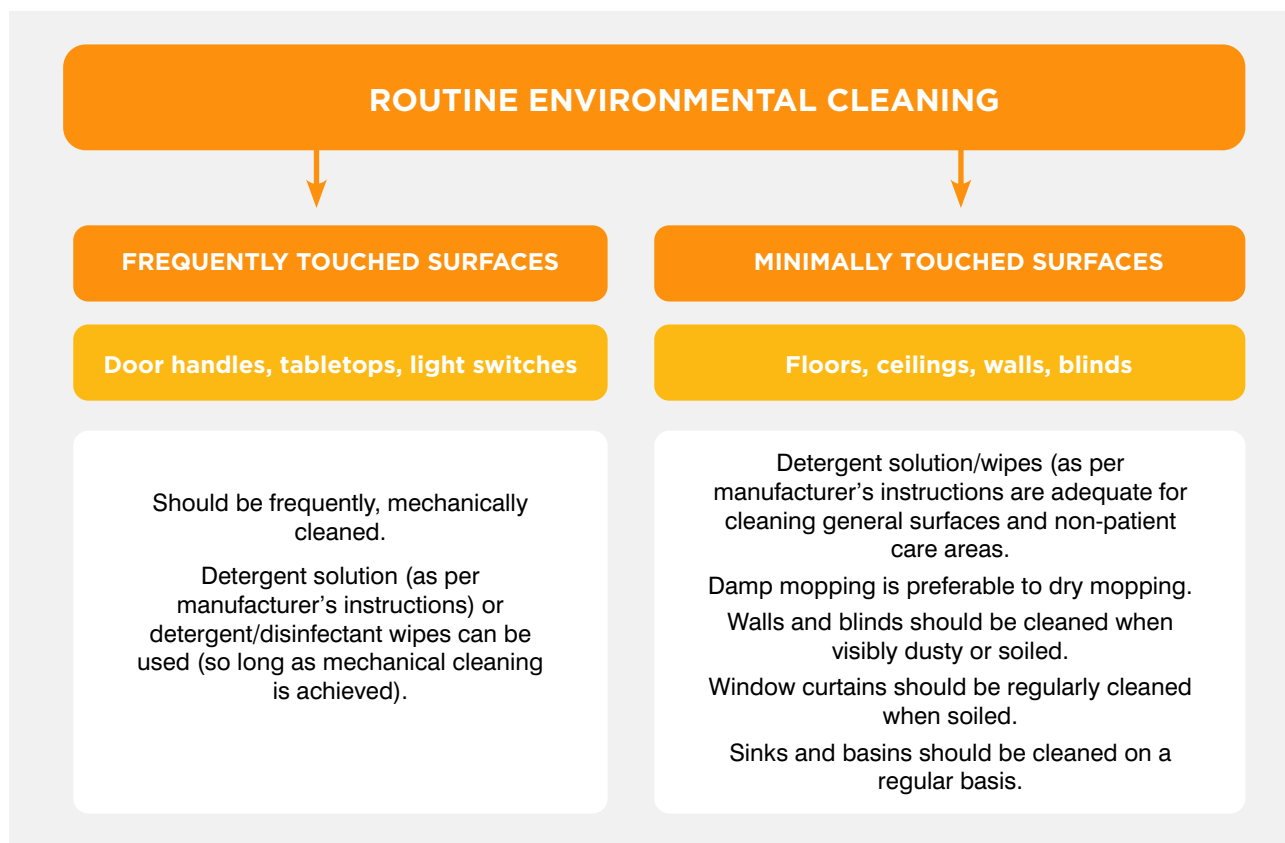 ROUTINE ENVIRONMENTAL CLEANING
FREQUENTLY TOUCHED SURFACES
Door handles, tabletops, light switches
Should be frequently, mechanically
cleaned.
Detergent solution (as per
manufacturer’s instructions) or
detergent/disinfectant wipes can be
used (so long as mechanical cleaning
is achieved).
MINIMALLY TOUCHED SURFACES
Floors, ceilings, walls, blinds
Detergent solution/wipes (as per
manufacturer’s instructions are adequate for
cleaning general surfaces and non-patient
care areas.
Damp mopping is preferable to dry mopping.
Walls and blinds should be cleaned when
visibly dusty or soiled.
Window curtains should be regularly cleaned
when soiled.
Sinks and basins should be cleaned on a
regular basis.